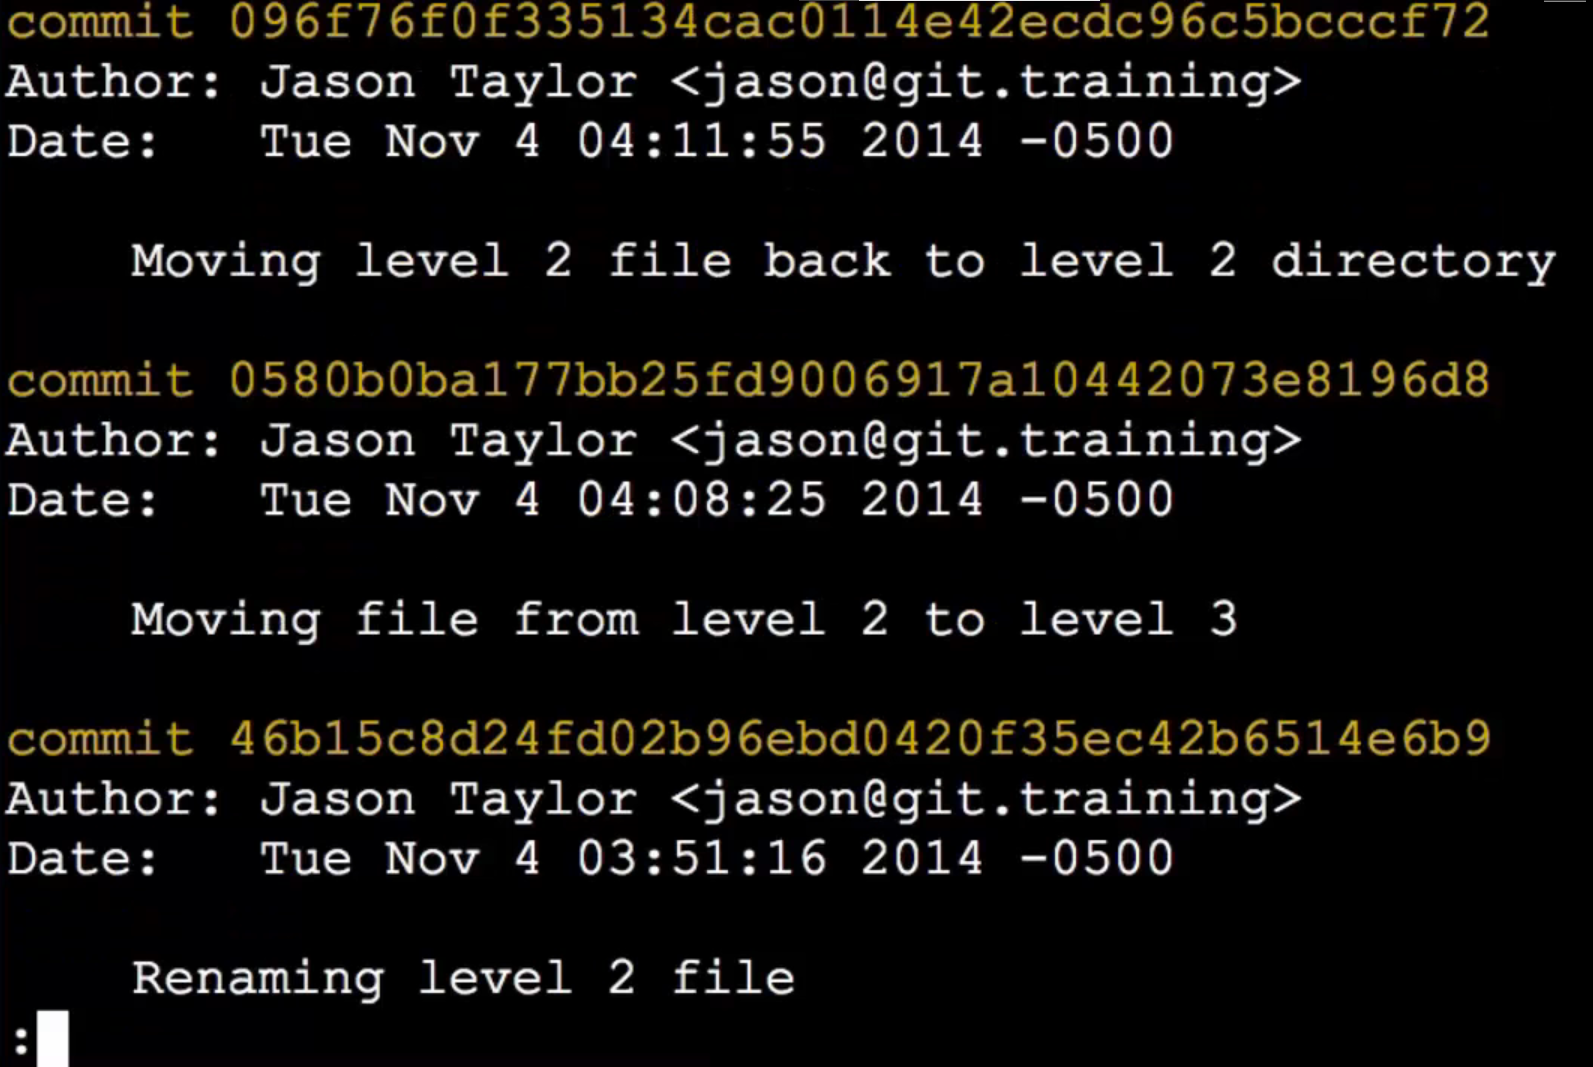 commit 096f76f0f335134cac0114e42ecdc96c5bcccf72
Author: Jason Taylor <jason@git.training>
Date:   Tue Nov 4 04:11:55 2014 -0500
    Moving level 2 file back to level 2 directory
commit 0580b0ba177bb25fd9006917a10442073e8196d8
Author: Jason Taylor <jason@git.training>
Date:   Tue Nov 4 04:08:25 2014 -0500
    Moving file from level 2 to level 3
commit 46b15c8d24fd02b96ebd0420f35ec42b6514e6b9
Author: Jason Taylor <jason@git.training>
Date:   Tue Nov 4 03:51:16 2014 -0500
    Renaming level 2 file
: